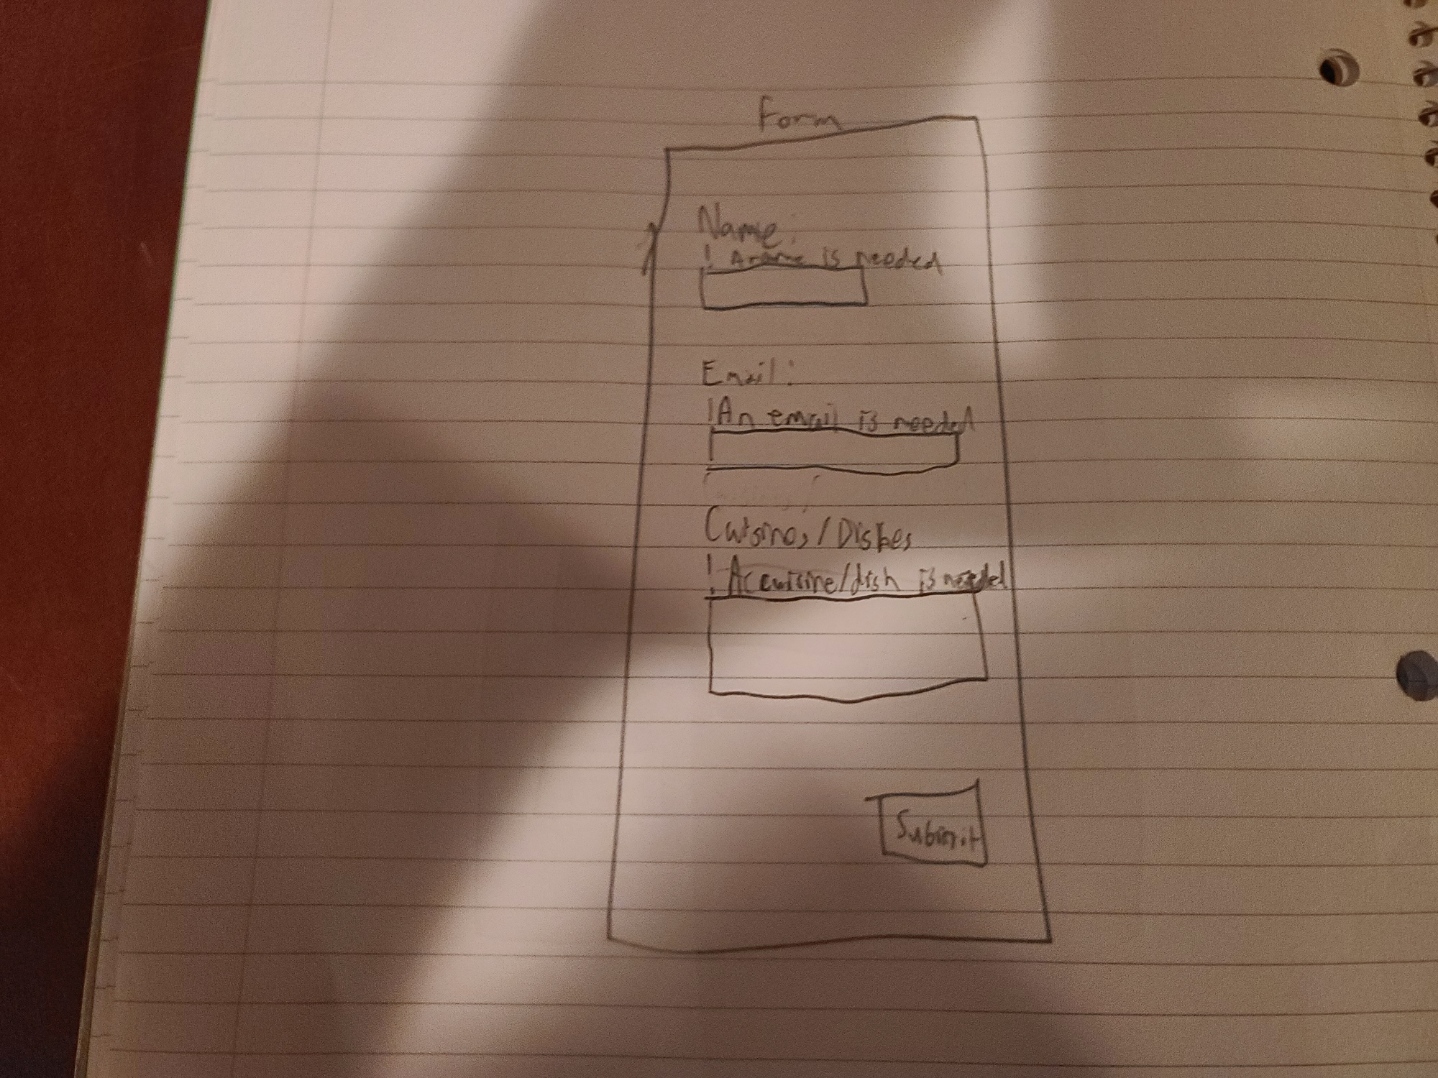 Form
Name:
! A name is needed
Email:
! An email is needed
Cuisines/Dishes
! A cuisine/dish is needed
Submit